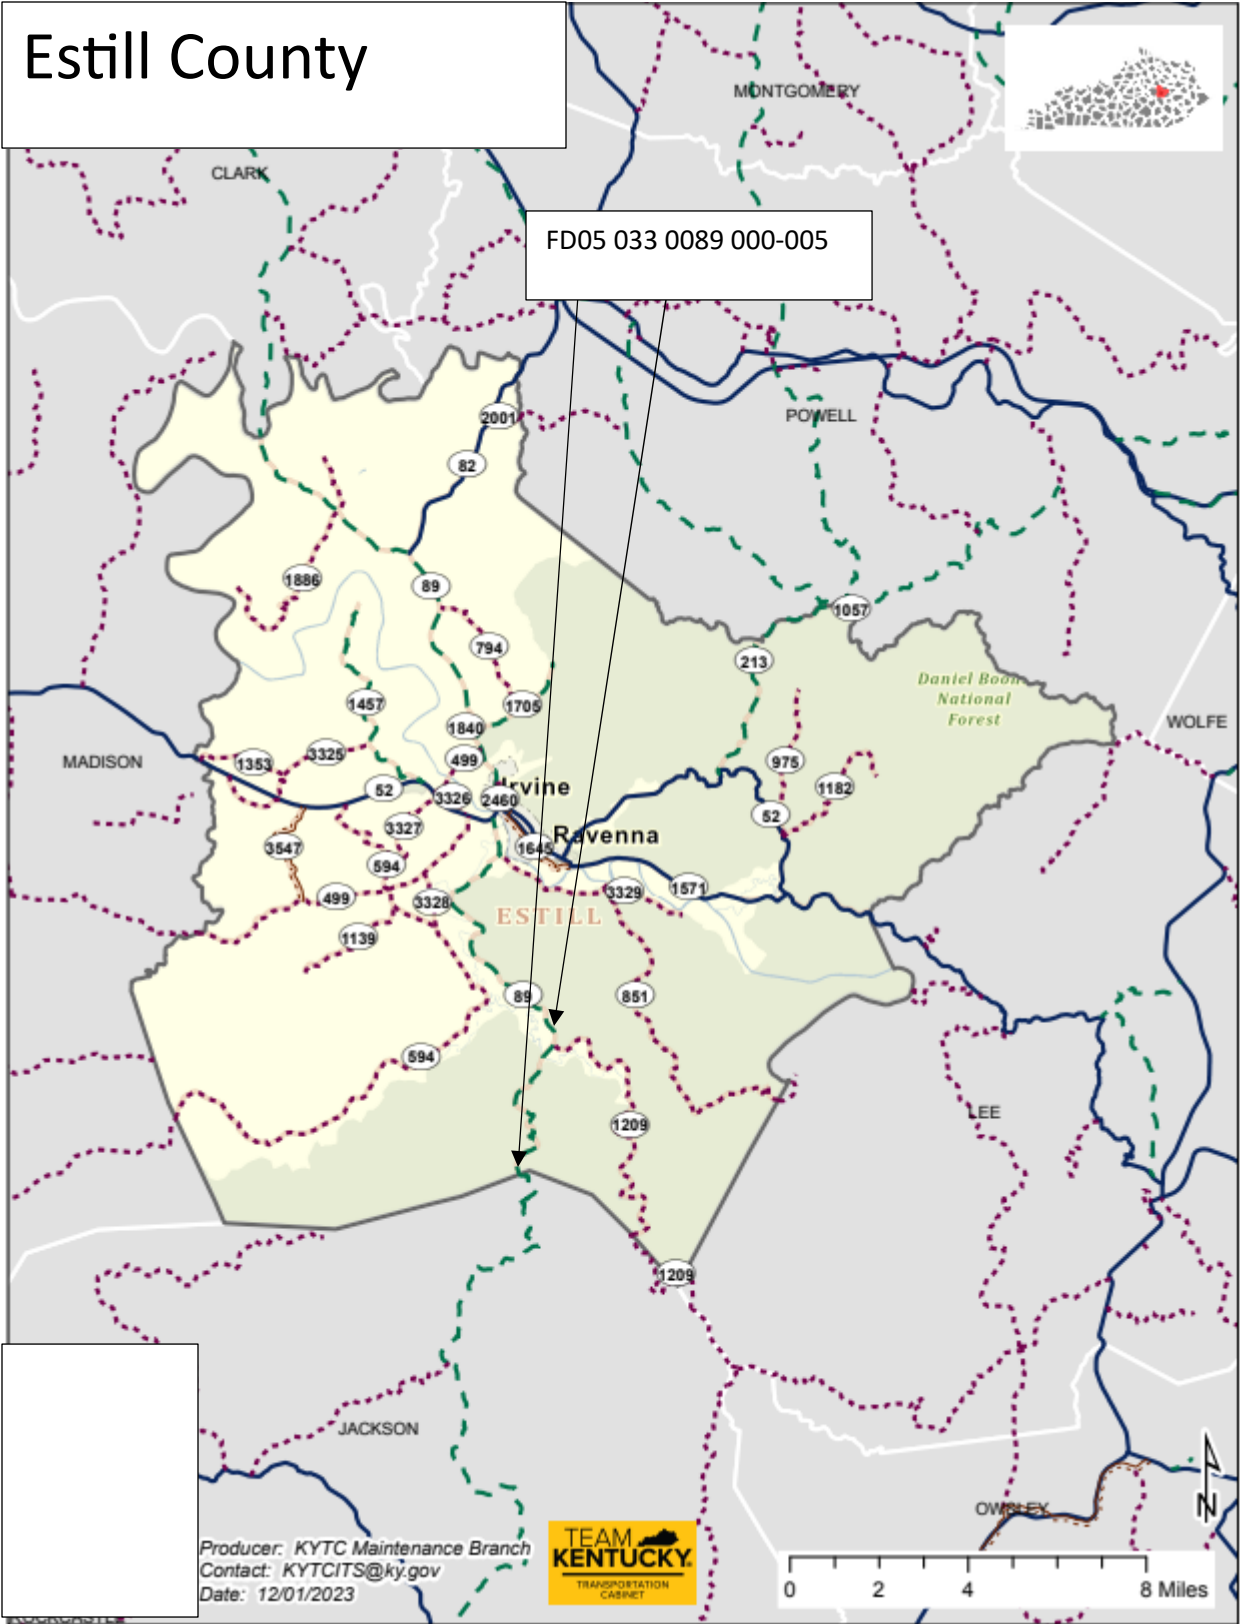 Estill County
MONTGOMERY
CLARK
FD05 033 0089 000-005
2001
POWELL
82
1886
89
1057
794
213
Daniel Boon
National
Forest
1457
1705
1840
WOLFE
MADISON
1353
3325
499
975
52
3326
2460
Irvine
1182
3327
52
3547
1645
Ravenna
594
499
3328
3329
1571
ESTILL
1139
89
851
594
1209
LEE
1209
JACKSON
OWSLEY
N
Producer: KYTC Maintenance Branch
Contact: KYTCITS@ky.gov
Date: 12/01/2023
TEAM
KENTUCKY
TRANSPORTATION
CABINET
0 2 4 8 Miles